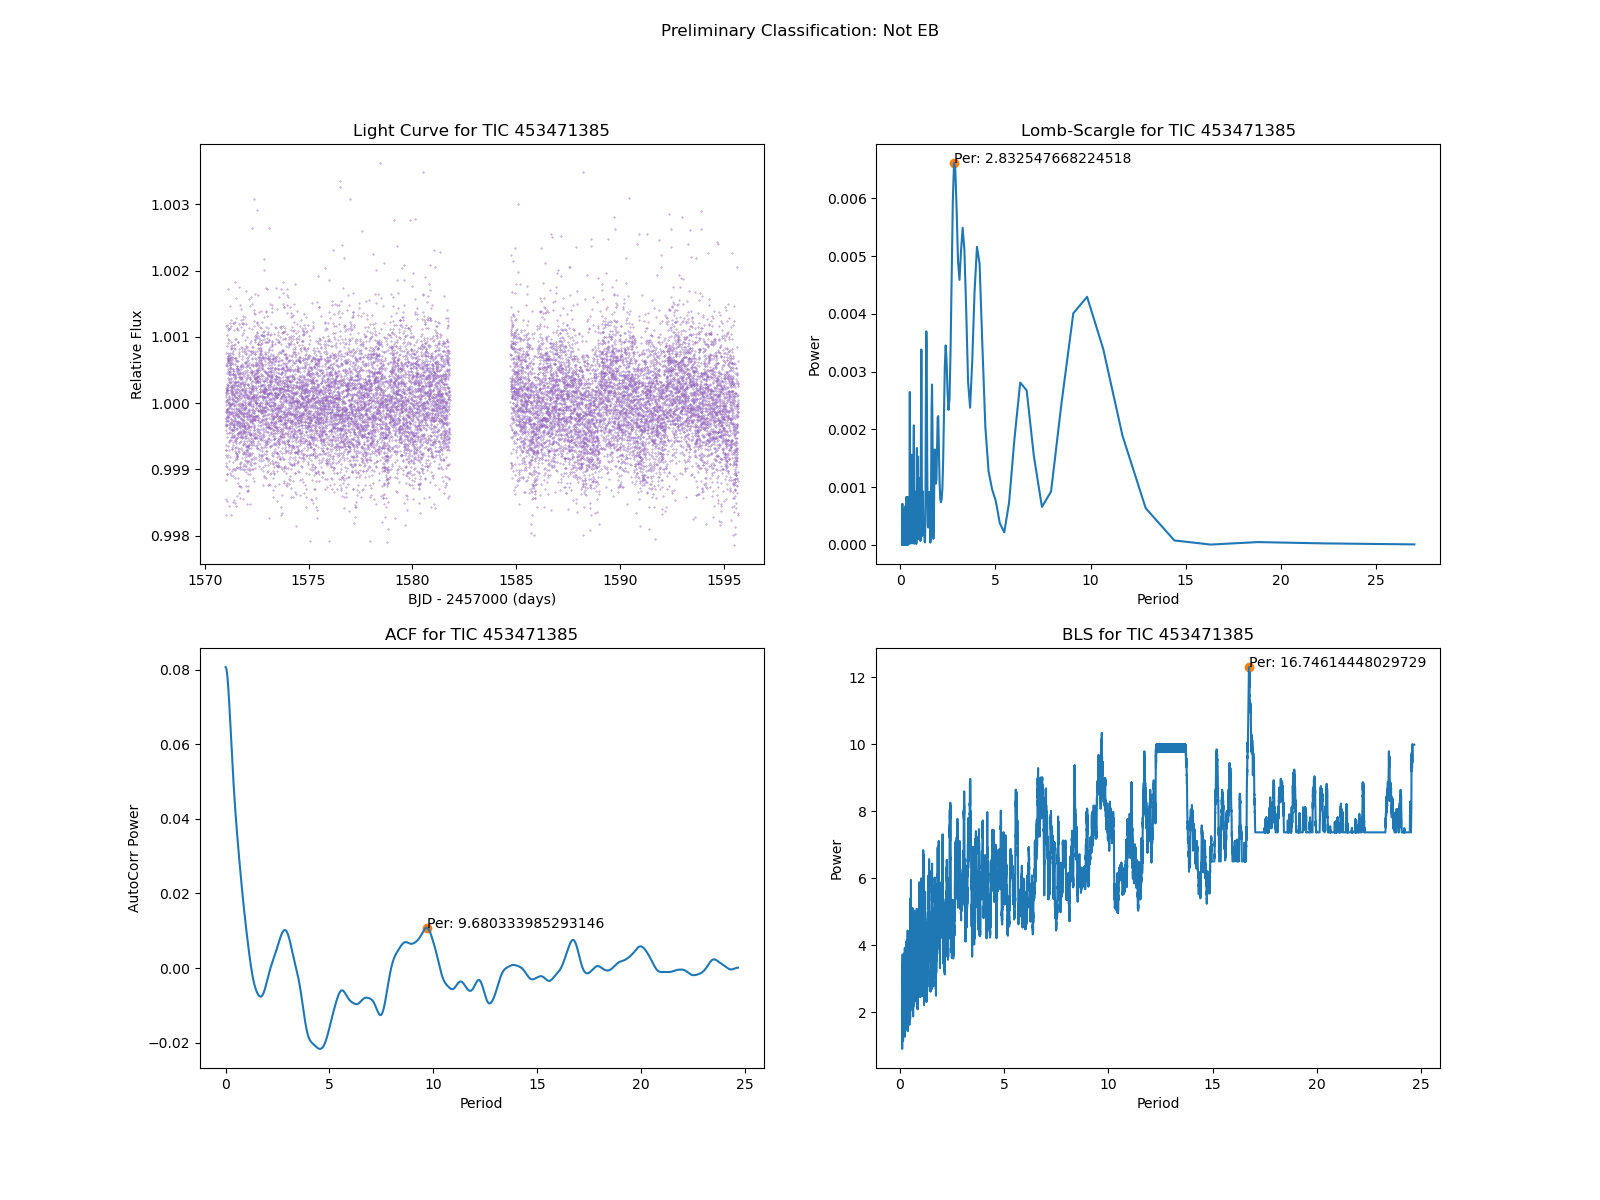 Preliminary Classification: Not EB
Light Curve for TIC 453471385
1.003
1.002
1.001
1.000
0.999
0.998
Relative Flux
1570 1575 1580 1585 1590 1595
BJD - 2457000 (days)
Lomb-Scargle for TIC 453471385
Per: 2.832547668224518
0.006
0.005
0.004
0.003
0.002
0.001
0.000
Power
0 5 10 15 20 25
Period
ACF for TIC 453471385
0.08
0.06
0.04
0.02
0.00
−0.02
AutoCorr Power
Per: 9.680333985293146
0 5 10 15 20 25
Period
BLS for TIC 453471385
Per: 16.74614448029729
12
10
8
6
4
2
Power
0 5 10 15 20 25
Period